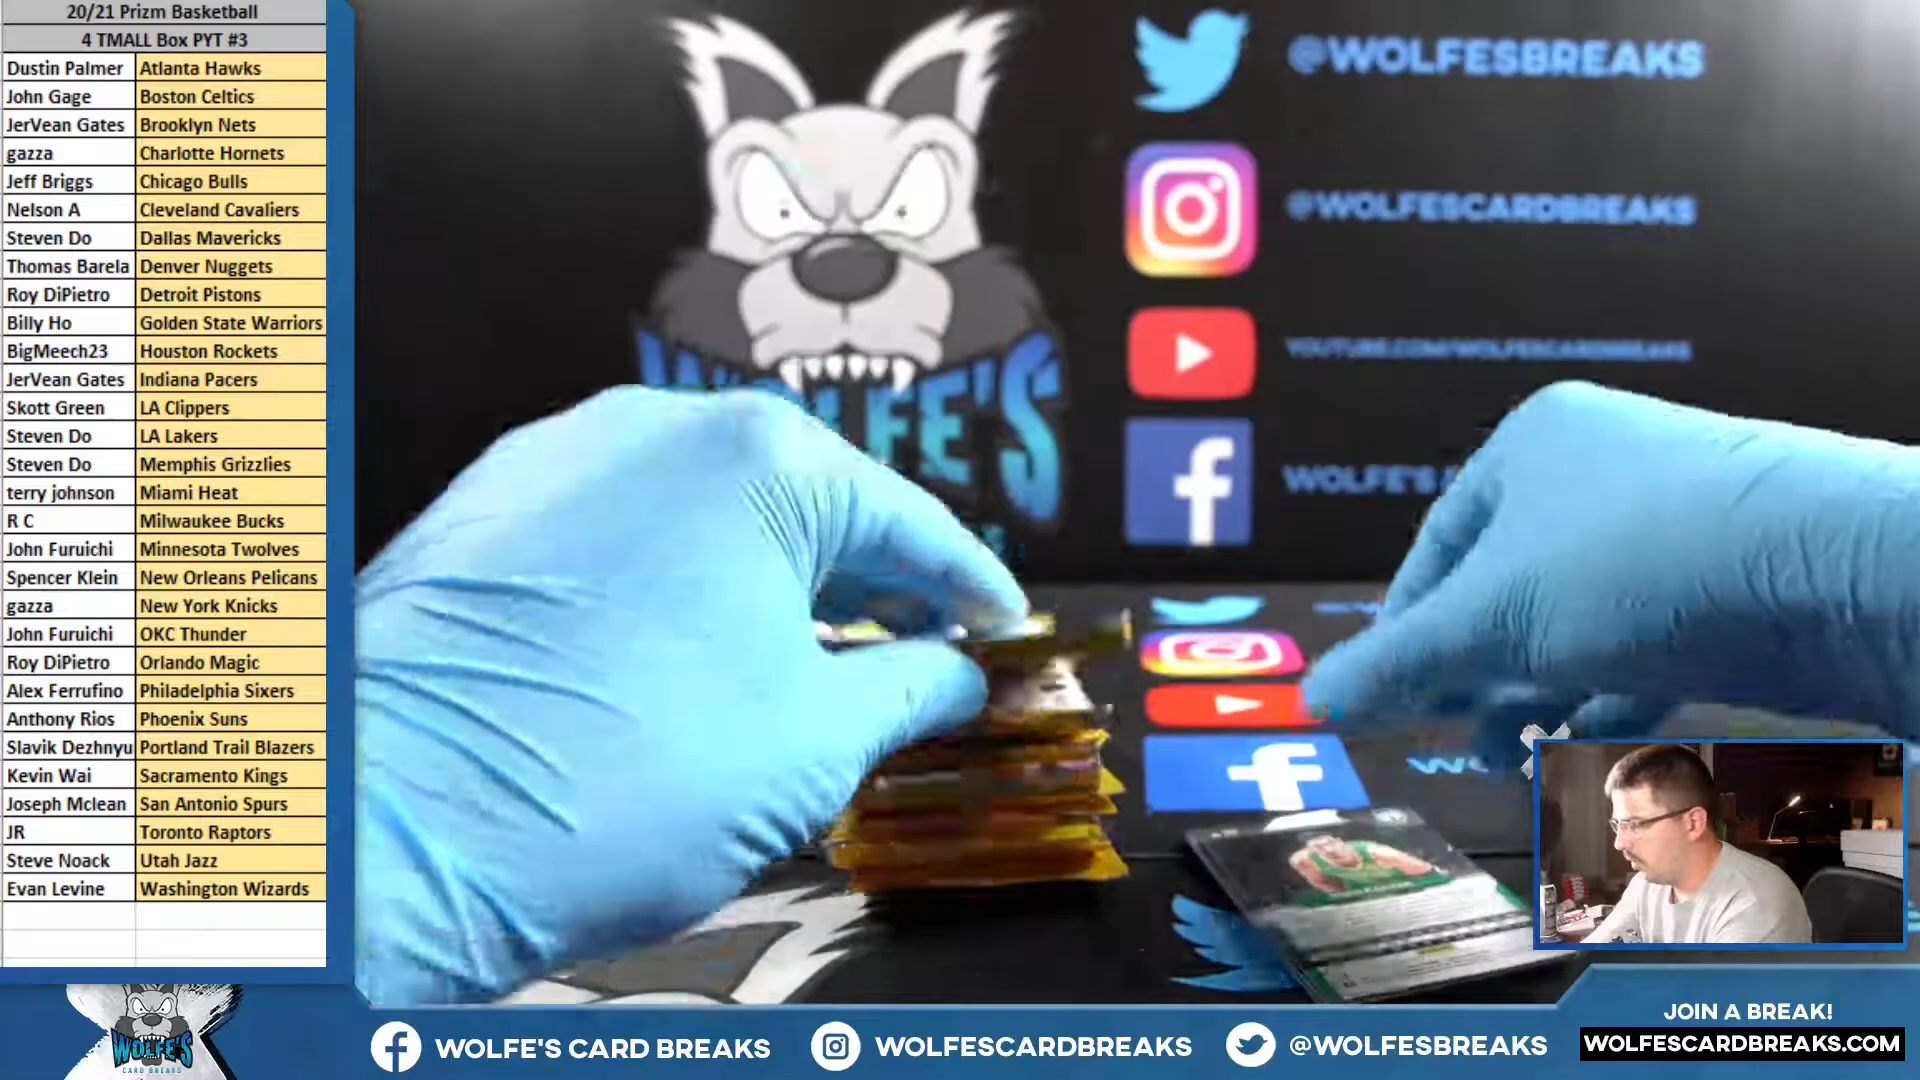 20/21 Prizm Basketball
4 TMALL Box PYT #3
Dustin Palmer Atlanta Hawks
John Gage Boston Celtics
JerVean Gates Brooklyn Nets
gazza Charlotte Hornets
Jeff Briggs Chicago Bulls
Nelson A Cleveland Cavaliers
Steven Do Dallas Mavericks
Thomas Barela Denver Nuggets
Roy DiPietro Detroit Pistons
Billy Ho Golden State Warriors
BigMeech23 Houston Rockets
JerVean Gates Indiana Pacers
Skott Green LA Clippers
Steven Do LA Lakers
Steven Do Memphis Grizzlies
terry johnson Miami Heat
R C Milwaukee Bucks
John Furuichi Minnesota Twolves
Spencer Klein New Orleans Pelicans
gazza New York Knicks
John Furuichi OKC Thunder
Roy DiPietro Orlando Magic
Alex Ferrufino Philadelphia Sixers
Anthony Rios Phoenix Suns
Slavik Dezhnyu Portland Trail Blazers
Kevin Wai Sacramento Kings
Joseph Mclean San Antonio Spurs
JR Toronto Raptors
Steve Noack Utah Jazz
Evan Levine Washington Wizards
@WOLFESBREAKS
@WOLFESCARDBREAKS
YOUTUBE.COM/WOLFESCARDBREAKS
WOLFE'S
WOLFE'S
WOLFE'S
CARD BREAKS
WOLFE'S CARD BREAKS
WOLFESCARDBREAKS
@WOLFESBREAKS
JOIN A BREAK!
WOLFESCARDBREAKS.COM